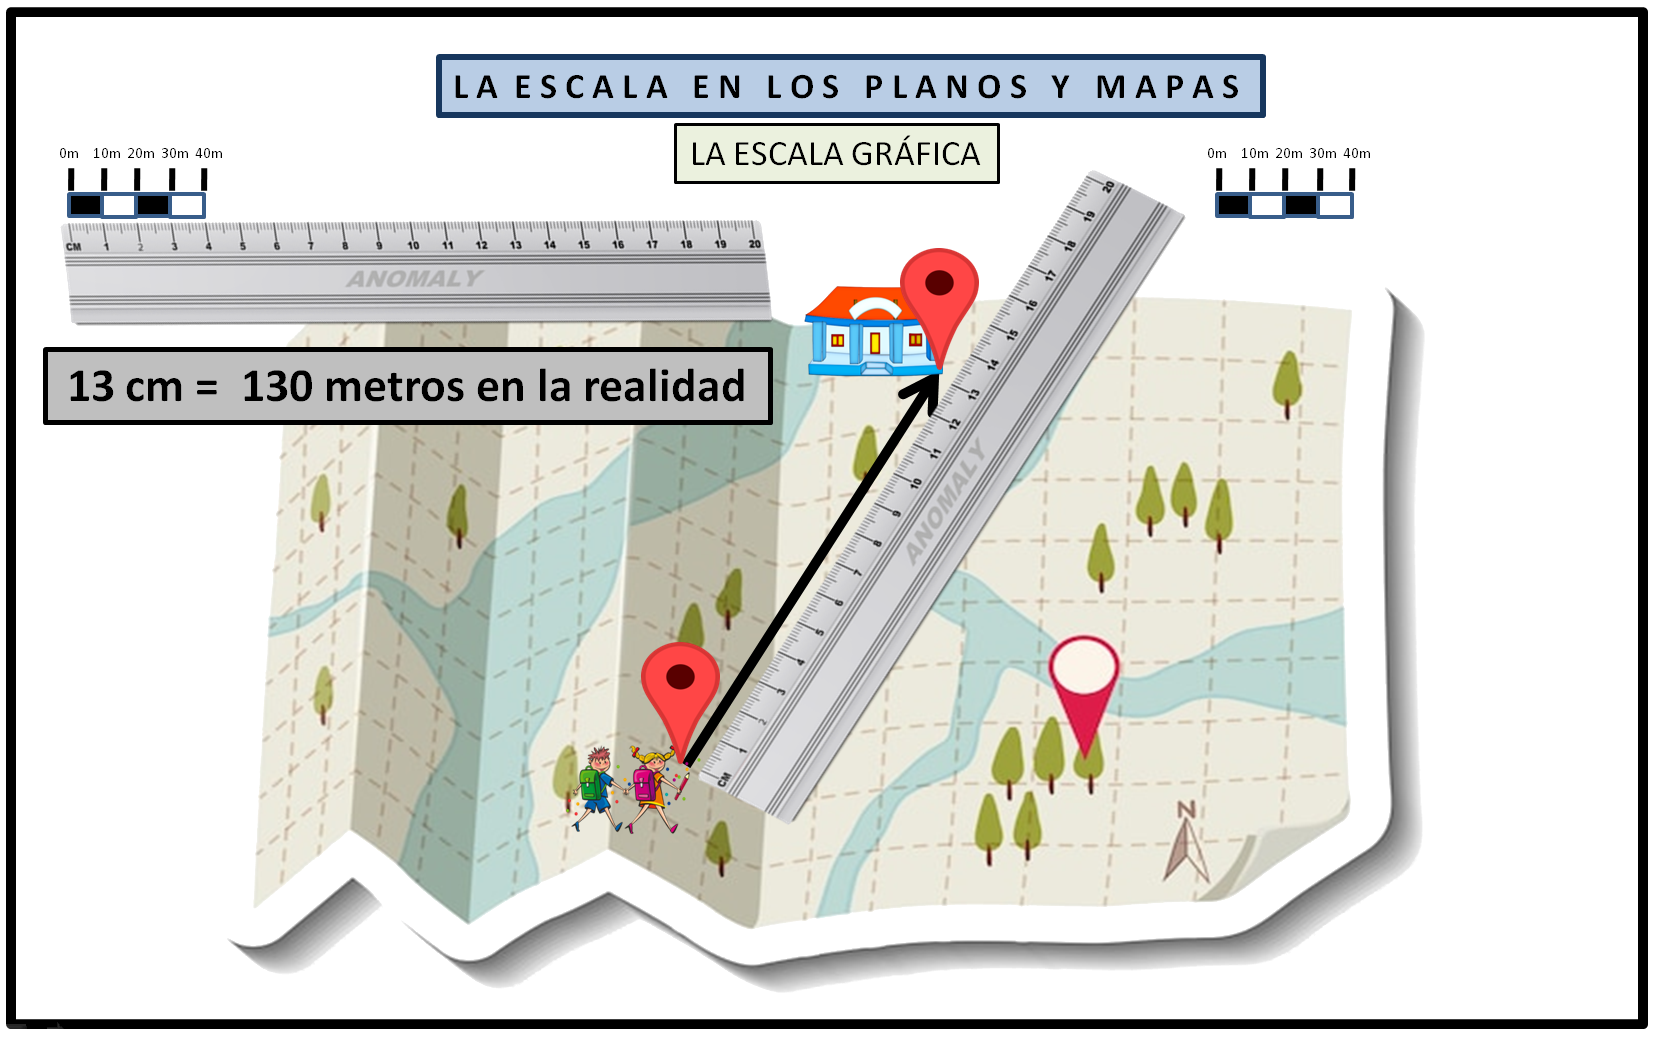 LA ESCALA EN LOS PLANOS Y MAPAS
LA ESCALA GRÁFICA
0m 10m 20m 30m 40m
0m 10m 20m 30m 40m
CM 1 2 3 4 5 6 7 8 9 10 11 12 13 14 15 16 17 18 19 20
ANOMALY
13 cm = 130 metros en la realidad
CM 1 2 3 4 5 6 7 8 9 10 11 12 13 14 15 16 17 18 19 20
ANOMALY
N